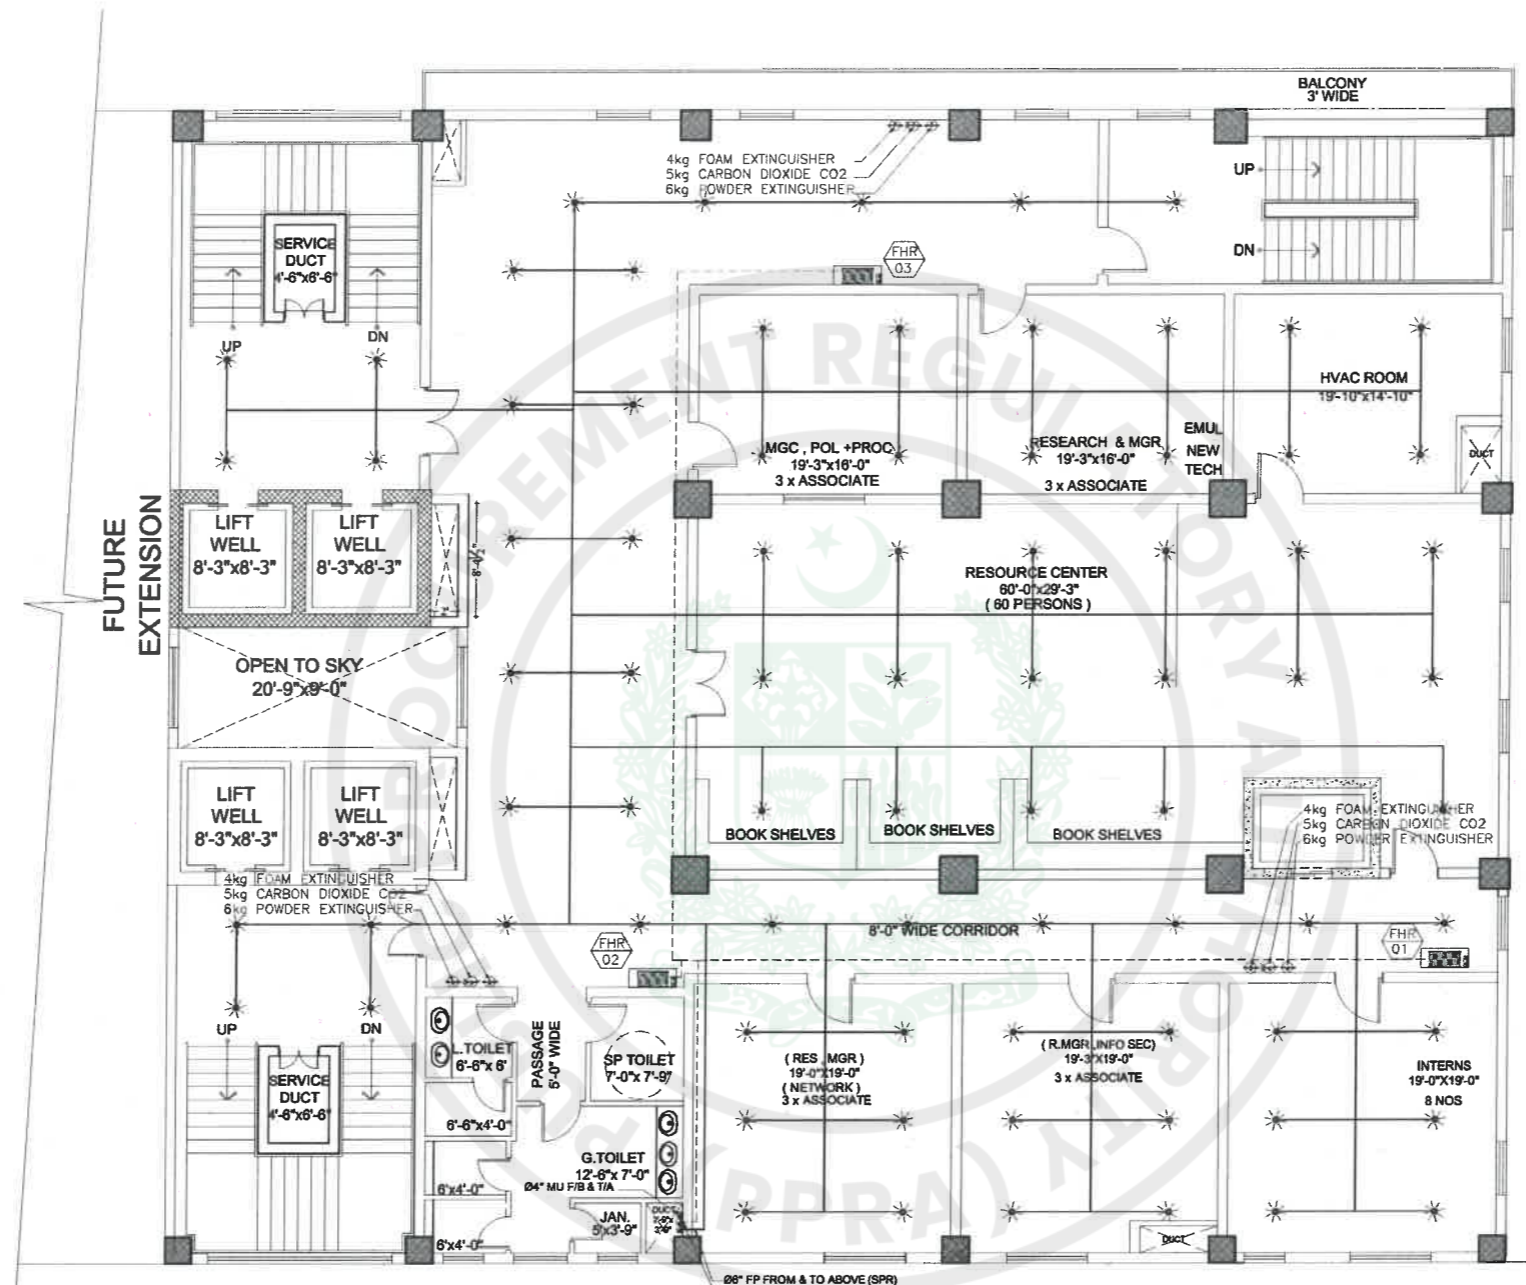 BALCONY
3' WIDE
4kg FOAM EXTINGUISHER
5kg CARBON DIOXIDE CO2
6kg POWDER EXTINGUISHER
UP
DN
SERVICE
DUCT
4'-6"x6'-6"
UP
DN
FHR
03
HVAC ROOM
19'-10"x14'-10"
DUCT
MGC , POL +PROC
19'-3"x16'-0"
3 x ASSOCIATE
RESEARCH & MGR
19'-3"x16'-0"
3 x ASSOCIATE
EMUL
NEW
TECH
FUTURE
EXTENSION
LIFT
WELL
8'-3"x8'-3"
LIFT
WELL
8'-3"x8'-3"
8'-4½"
RESOURCE CENTER
60'-0"x29'-3"
( 60 PERSONS )
OPEN TO SKY
20'-9"x9'-0"
LIFT
WELL
8'-3"x8'-3"
LIFT
WELL
8'-3"x8'-3"
BOOK SHELVES
BOOK SHELVES
BOOK SHELVES
4kg FOAM EXTINGUISHER
5kg CARBON DIOXIDE CO2
6kg POWDER EXTINGUISHER
4kg FOAM EXTINGUISHER
5kg CARBON DIOXIDE CO2
6kg POWDER EXTINGUISHER
8'-0" WIDE CORRIDOR
FHR
02
FHR
01
UP
DN
SERVICE
DUCT
4'-6"x6'-6"
L.TOILET
6'-6"x 6'
PASSAGE
5'-0" WIDE
SP TOILET
7'-0"x 7'-9"
6'-6"x4'-0"
G.TOILET
12'-6"x 7'-0"
Ø4" MU F/B & T/A
6'x4'-0"
6'x4'-0"
JAN.
5'x3'-9"
DUCT
( RES , MGR )
19'-0"X19'-0"
( NETWORK )
3 x ASSOCIATE
( R.MGR,INFO SEC)
19'-3"X19'-0"
3 x ASSOCIATE
INTERNS
19'-0"X19'-0"
8 NOS
DUCT
Ø6" FP FROM & TO ABOVE (SPR)
PROCUREMENT REGULATORY AUTHORITY (PPRA)